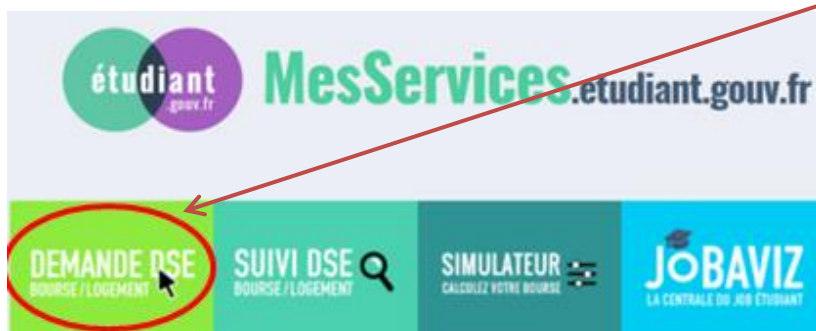 étudiant
.gouv.fr
MesServices.etudiant.gouv.fr
DEMANDE DSE
BOURSE/LOGEMENT
SUIVI DSE
BOURSE/LOGEMENT
SIMULATEUR
CALCULEZ VOTRE BOURSE
JOBAVIZ
LA CENTRALE DU JOB ÉTUDIANT